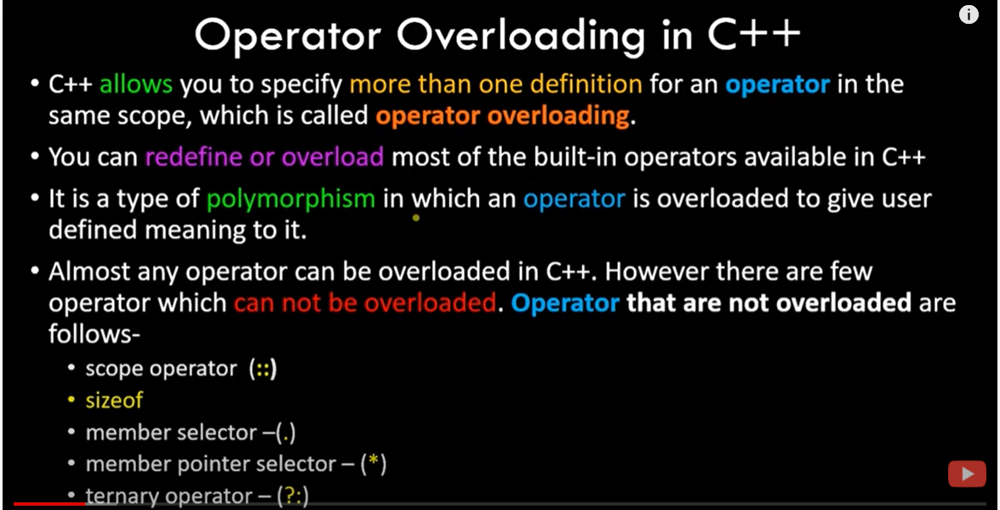 Operator Overloading in C++
• C++ allows you to specify more than one definition for an operator in the
same scope, which is called operator overloading.
• You can redefine or overload most of the built-in operators available in C++
• It is a type of polymorphism in which an operator is overloaded to give user
defined meaning to it.
• Almost any operator can be overloaded in C++. However there are few
operator which can not be overloaded. Operator that are not overloaded are
follows-
• scope operator (::)
• sizeof
• member selector –(.)
• member pointer selector – (*)
• ternary operator – (?:)